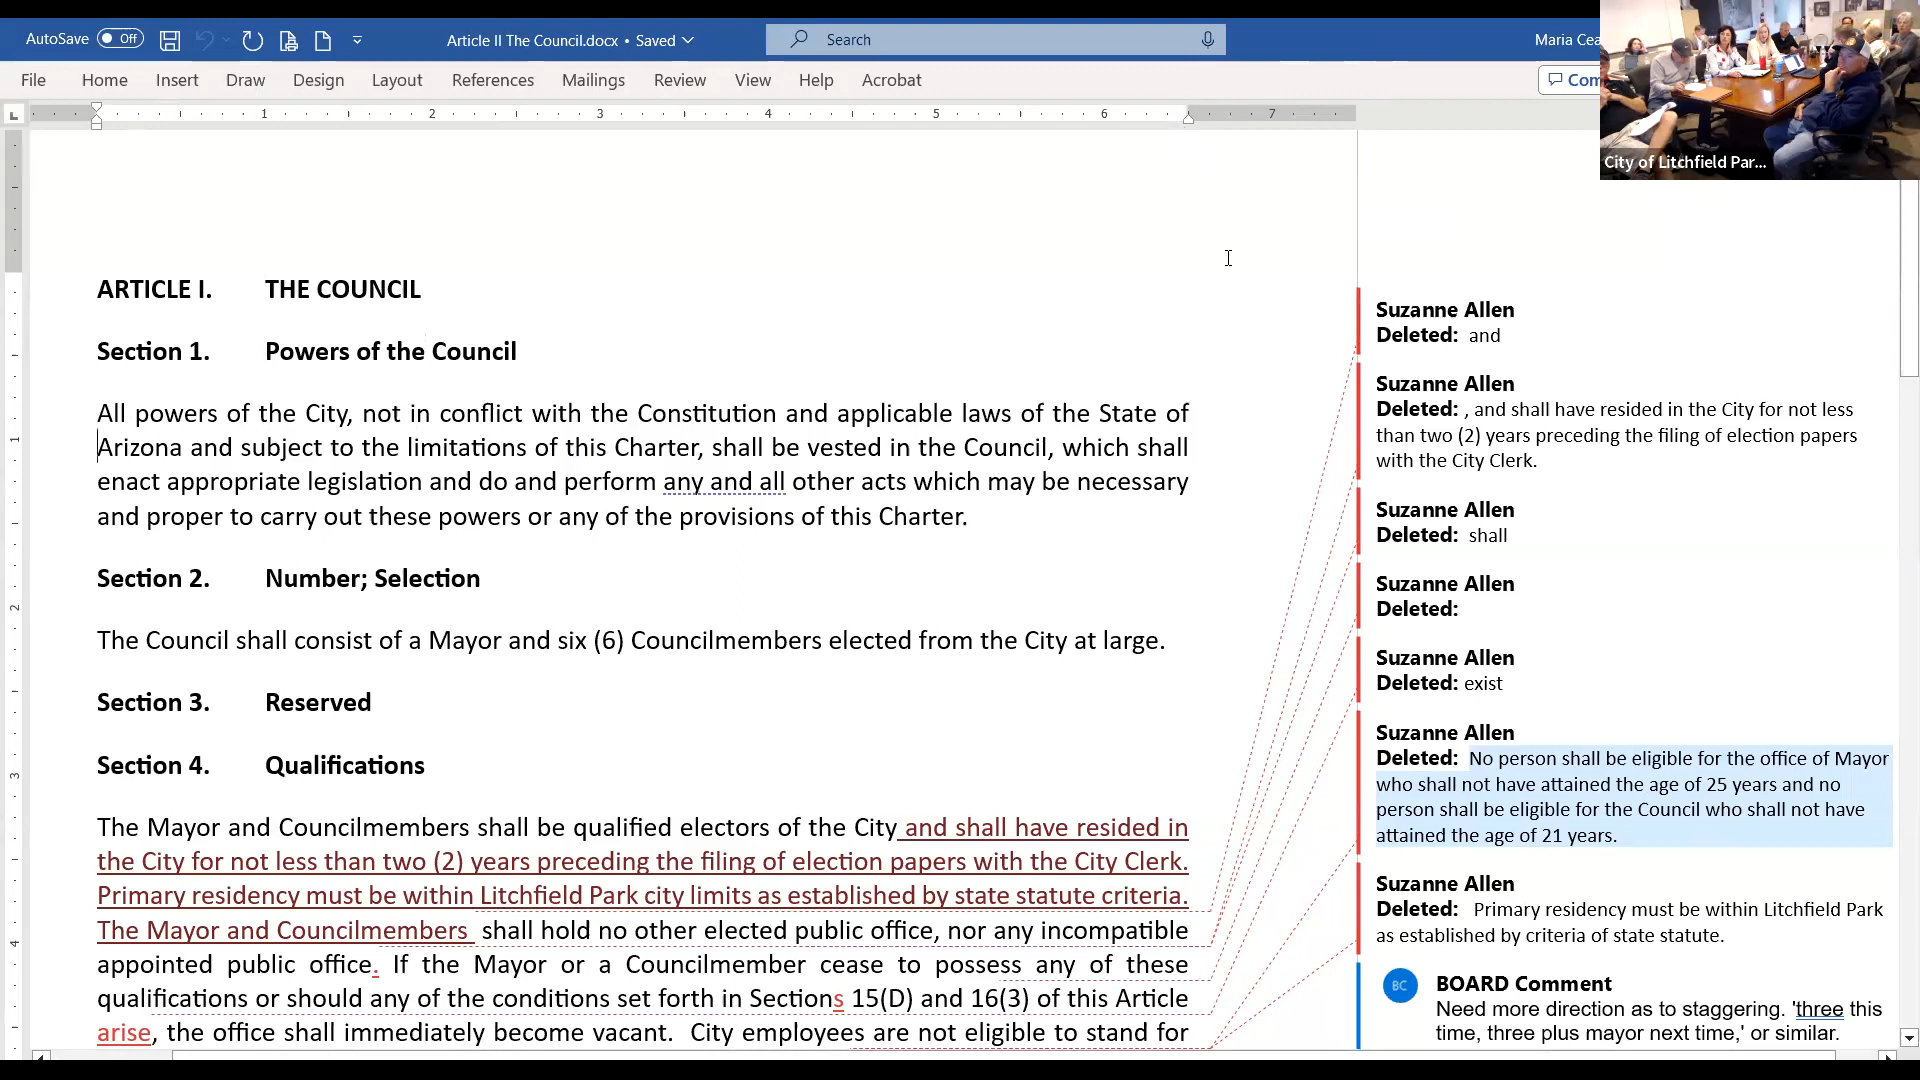 AutoSave Off Article II The Council.docx • Saved Search Maria Cea
File Home Insert Draw Design Layout References Mailings Review View Help Acrobat Com
City of Litchfield Par...
1 2 3 4 5 6 7
ARTICLE I. THE COUNCIL
Section 1. Powers of the Council
All powers of the City, not in conflict with the Constitution and applicable laws of the State of
Arizona and subject to the limitations of this Charter, shall be vested in the Council, which shall
enact appropriate legislation and do and perform any and all other acts which may be necessary
and proper to carry out these powers or any of the provisions of this Charter.
Section 2. Number; Selection
The Council shall consist of a Mayor and six (6) Councilmembers elected from the City at large.
Section 3. Reserved
Section 4. Qualifications
The Mayor and Councilmembers shall be qualified electors of the City and shall have resided in
the City for not less than two (2) years preceding the filing of election papers with the City Clerk.
Primary residency must be within Litchfield Park city limits as established by state statute criteria.
The Mayor and Councilmembers shall hold no other elected public office, nor any incompatible
appointed public office. If the Mayor or a Councilmember cease to possess any of these
qualifications or should any of the conditions set forth in Sections 15(D) and 16(3) of this Article
arise, the office shall immediately become vacant. City employees are not eligible to stand for
1
2
3
4
Suzanne Allen
Deleted: and
Suzanne Allen
Deleted: , and shall have resided in the City for not less
than two (2) years preceding the filing of election papers
with the City Clerk.
Suzanne Allen
Deleted: shall
Suzanne Allen
Deleted:
Suzanne Allen
Deleted: exist
Suzanne Allen
Deleted: No person shall be eligible for the office of Mayor
who shall not have attained the age of 25 years and no
person shall be eligible for the Council who shall not have
attained the age of 21 years.
Suzanne Allen
Deleted: Primary residency must be within Litchfield Park
as established by criteria of state statute.
BC BOARD Comment
Need more direction as to staggering. 'three this
time, three plus mayor next time,' or similar.